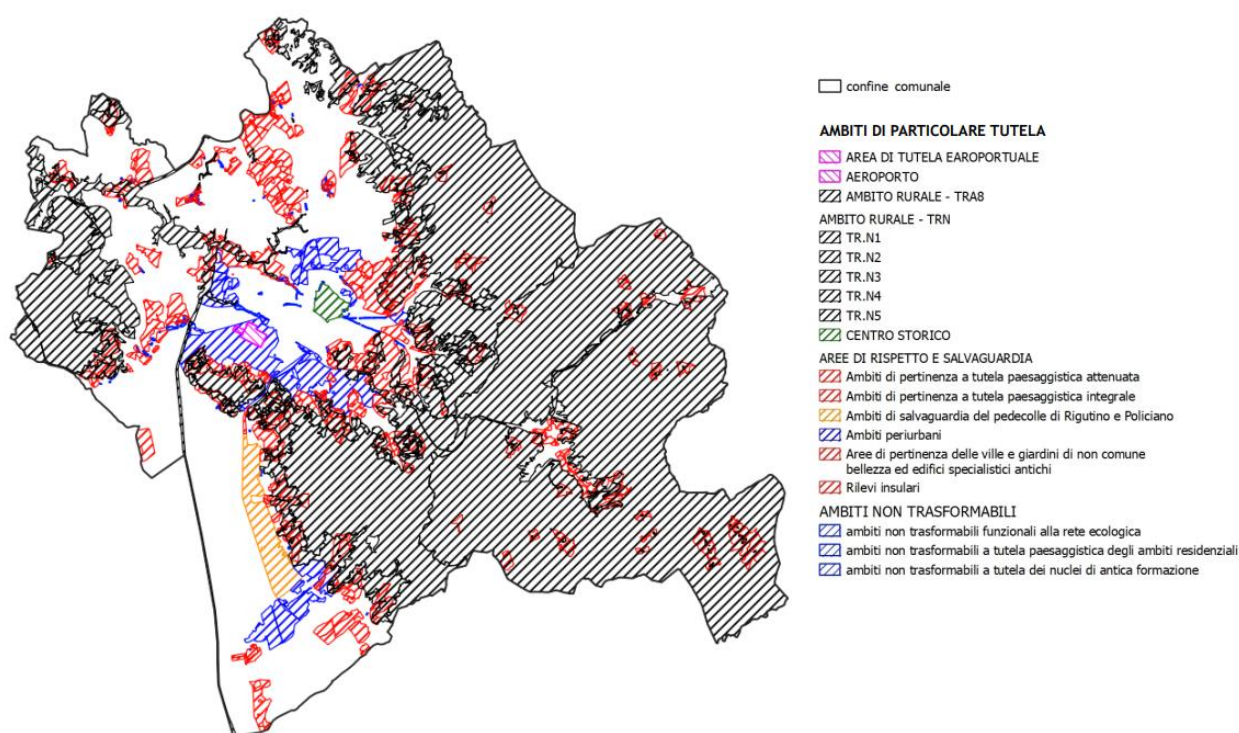 confine comunale
AMBITI DI PARTICOLARE TUTELA
AREA DI TUTELA EAROPORTUALE
AEROPORTO
AMBITO RURALE - TRA8
AMBITO RURALE - TRN
TR.N1
TR.N2
TR.N3
TR.N4
TR.N5
CENTRO STORICO
AREE DI RISPETTO E SALVAGUARDIA
Ambiti di pertinenza a tutela paesaggistica attenuata
Ambiti di pertinenza a tutela paesaggistica integrale
Ambiti di salvaguardia del pedecolle di Rigutino e Policiano
Ambiti periurbani
Aree di pertinenza delle ville e giardini di non comune
bellezza ed edifici specialistici antichi
Rilevi insulari
AMBITI NON TRASFORMABILI
ambiti non trasformabili funzionali alla rete ecologica
ambiti non trasformabili a tutela paesaggistica degli ambiti residenziali
ambiti non trasformabili a tutela dei nuclei di antica formazione